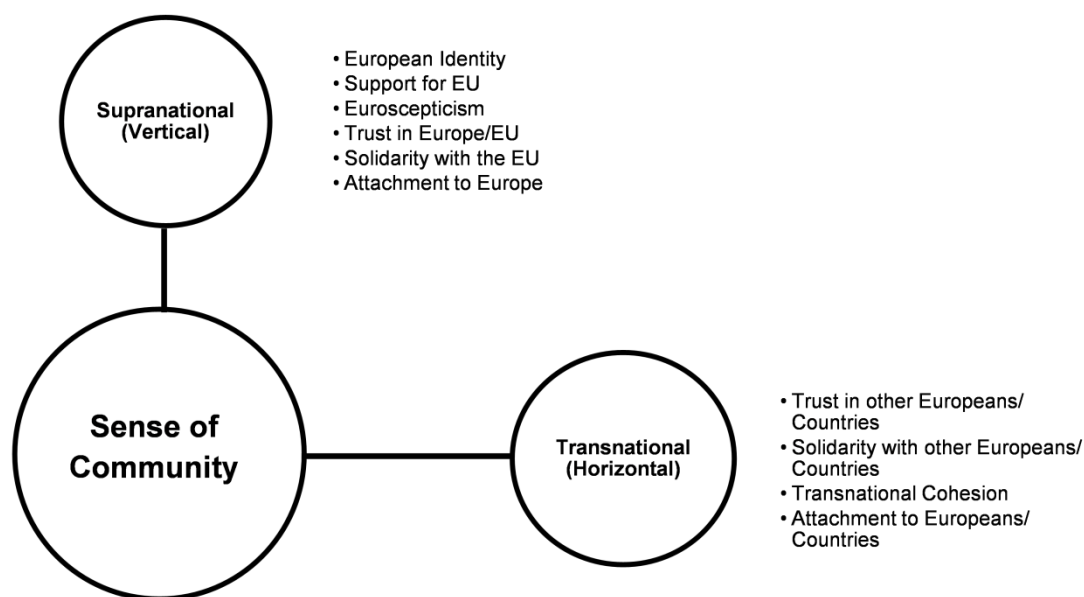 Supranational
(Vertical)
• European Identity
• Support for EU
• Euroscepticism
• Trust in Europe/EU
• Solidarity with the EU
• Attachment to Europe
Sense of
Community
Transnational
(Horizontal)
• Trust in other Europeans/
Countries
• Solidarity with other Europeans/
Countries
• Transnational Cohesion
• Attachment to Europeans/
Countries